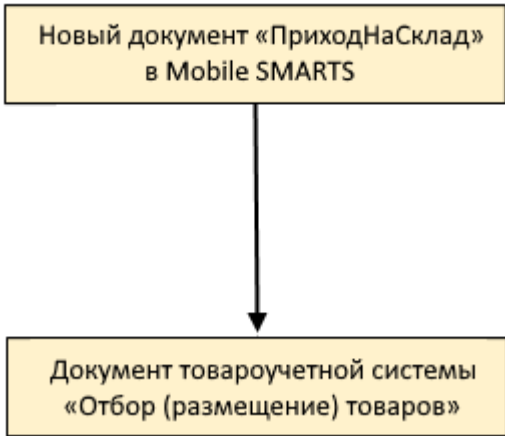 Новый документ «ПриходНаСклад»
в Mobile SMARTS
Документ товароучетной системы
«Отбор (размещение) товаров»